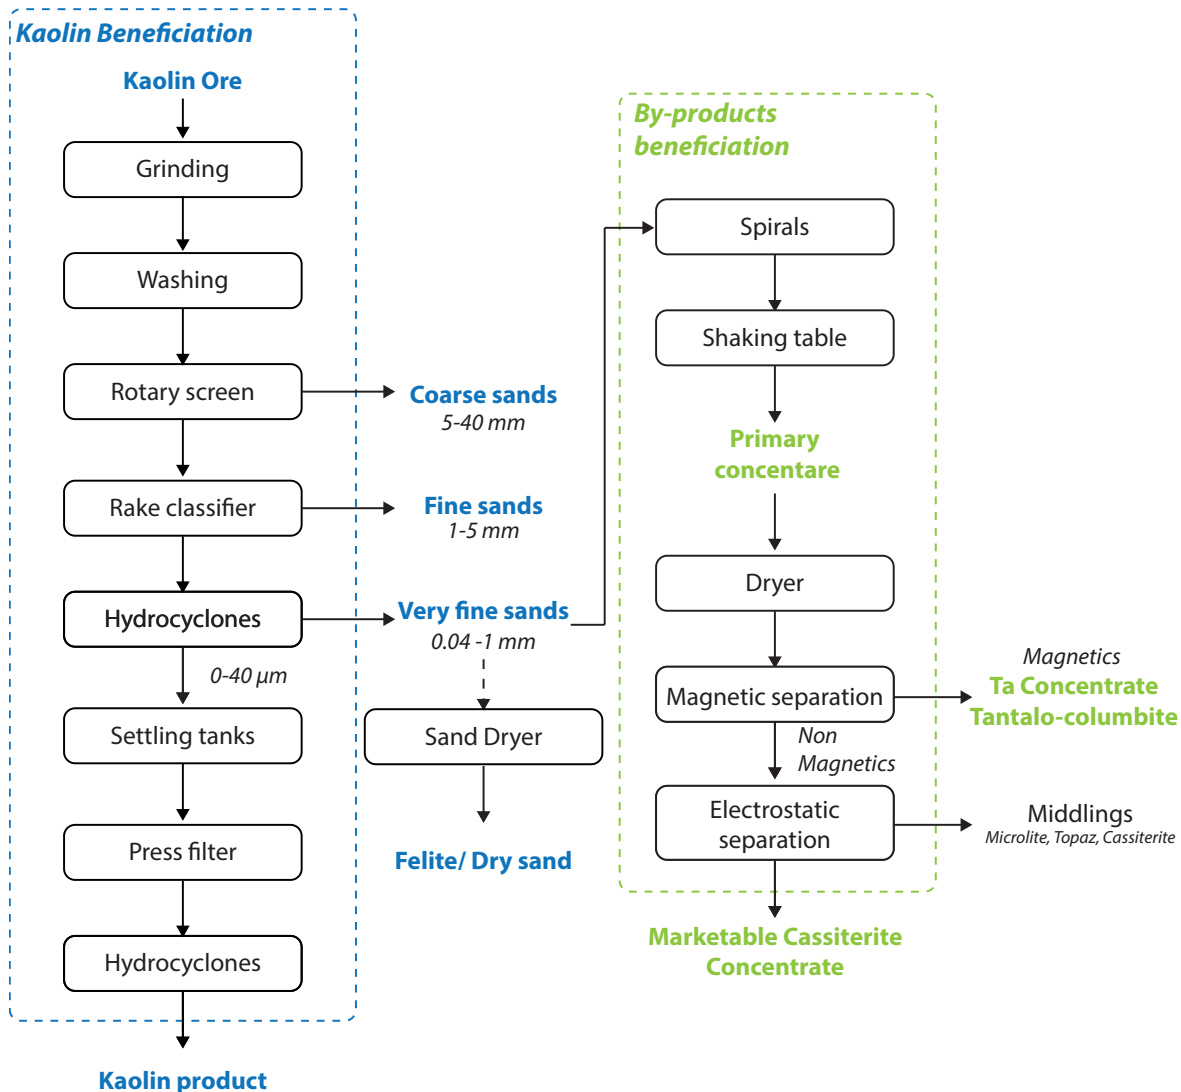 Kaolin Beneficiation
Kaolin Ore
Grinding
Washing
Rotary screen
Coarse sands
5-40 mm
Rake classifier
Fine sands
1-5 mm
Hydrocyclones
Very fine sands
0.04 -1 mm
0-40 µm
Settling tanks
Sand Dryer
Press filter
Felite/ Dry sand
Hydrocyclones
Kaolin product
By-products
beneficiation
Spirals
Shaking table
Primary
concentare
Dryer
Magnetic separation
Magnetics
Ta Concentrate
Tantalo-columbite
Non
Magnetics
Electrostatic
separation
Middlings
Microlite, Topaz, Cassiterite
Marketable Cassiterite
Concentrate